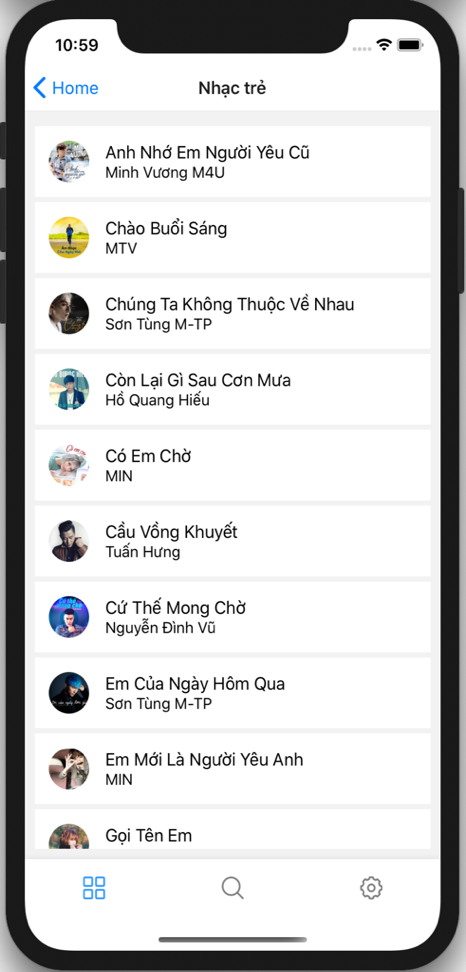 10:59
Home
Nhạc trẻ
Anh Nhớ Em Người Yêu Cũ
Minh Vương M4U
Chào Buổi Sáng
MTV
Chúng Ta Không Thuộc Về Nhau
Sơn Tùng M-TP
Còn Lại Gì Sau Cơn Mưa
Hồ Quang Hiếu
Có Em Chờ
MIN
Cầu Vồng Khuyết
Tuấn Hưng
Cứ Thế Mong Chờ
Nguyễn Đình Vũ
Em Của Ngày Hôm Qua
Sơn Tùng M-TP
Em Mới Là Người Yêu Anh
MIN
Gọi Tên Em